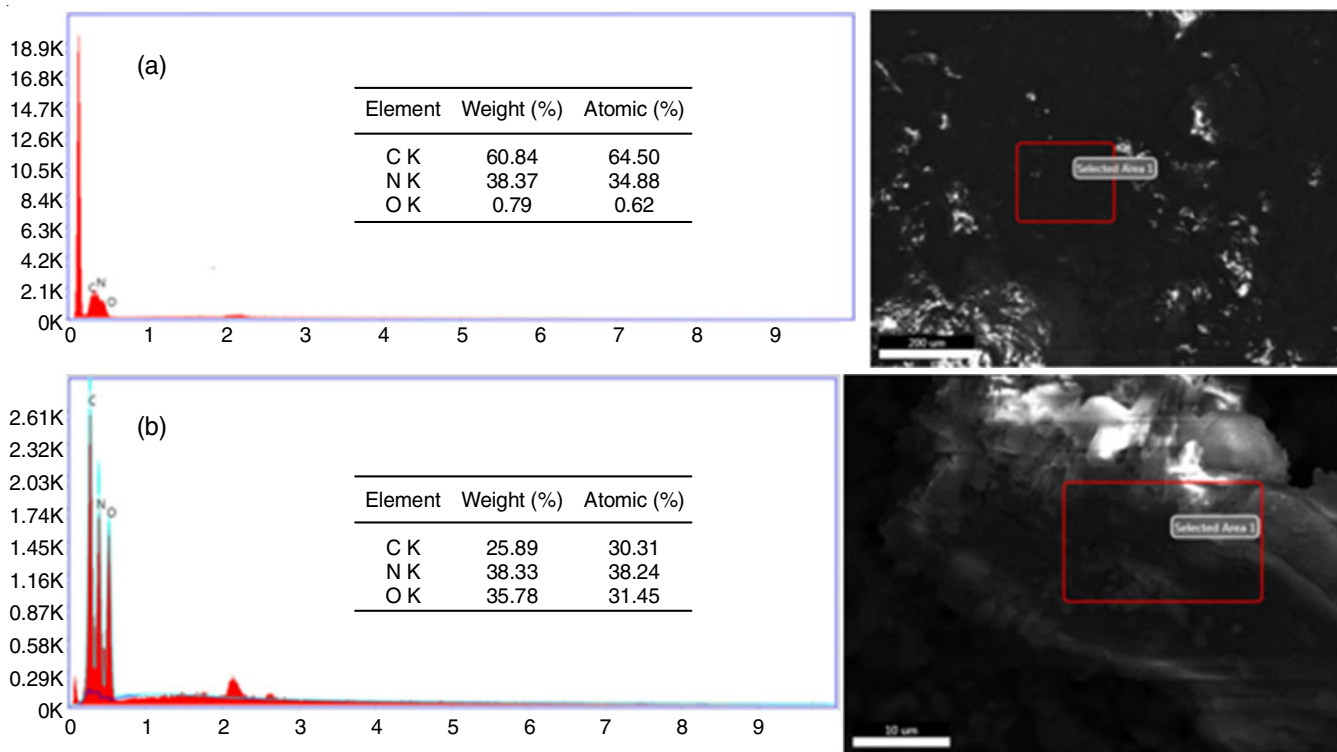 18.9K
16.8K
14.7K
12.6K
10.5K
8.4K
6.3K
4.2K
2.1K
0K
(a)
Element Weight (%) Atomic (%)
C K 60.84 64.50
N K 38.37 34.88
O K 0.79 0.62
C N O
0 1 2 3 4 5 6 7 8 9
Selected Area 1
200 um
2.61K
2.32K
2.03K
1.74K
1.45K
1.16K
0.87K
0.58K
0.29K
0K
C
N O
(b)
Element Weight (%) Atomic (%)
C K 25.89 30.31
N K 38.33 38.24
O K 35.78 31.45
0 1 2 3 4 5 6 7 8 9
Selected Area 1
10 um